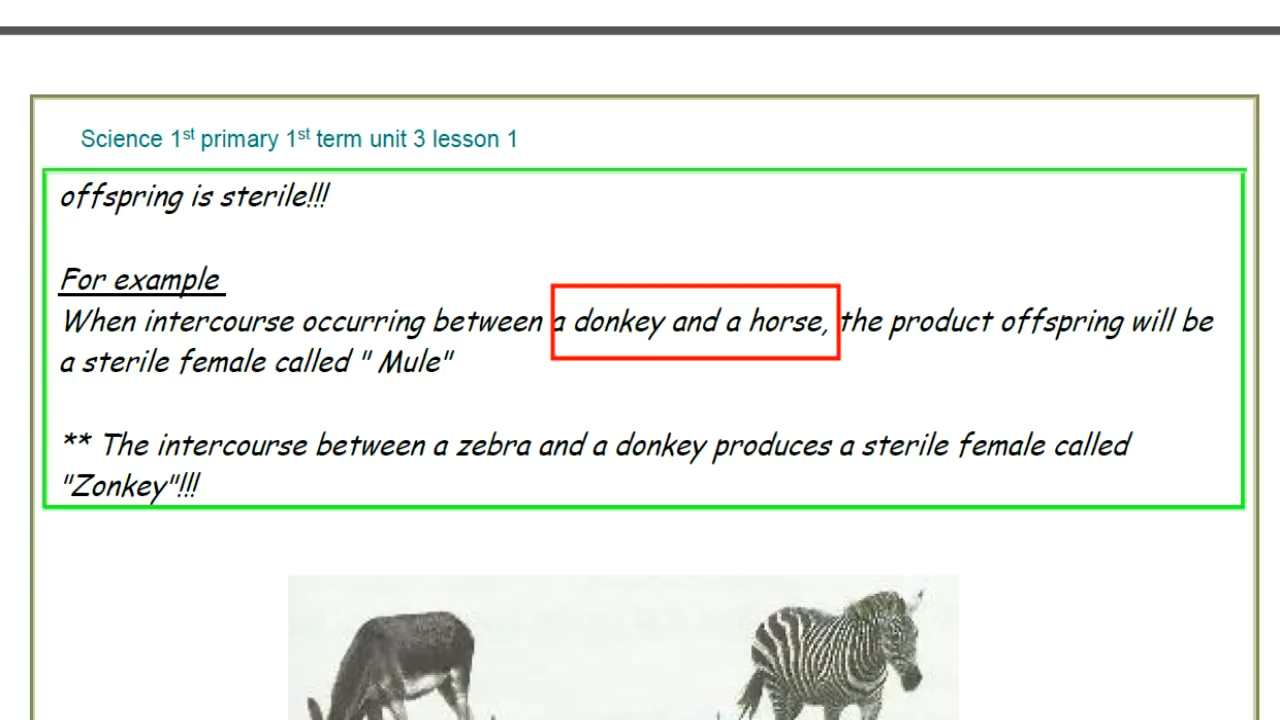 Science 1st primary 1st term unit 3 lesson 1
offspring is sterile!!!
For example
When intercourse occurring between a donkey and a horse, the product offspring will be
a sterile female called " Mule"
** The intercourse between a zebra and a donkey produces a sterile female called
"Zonkey"!!!